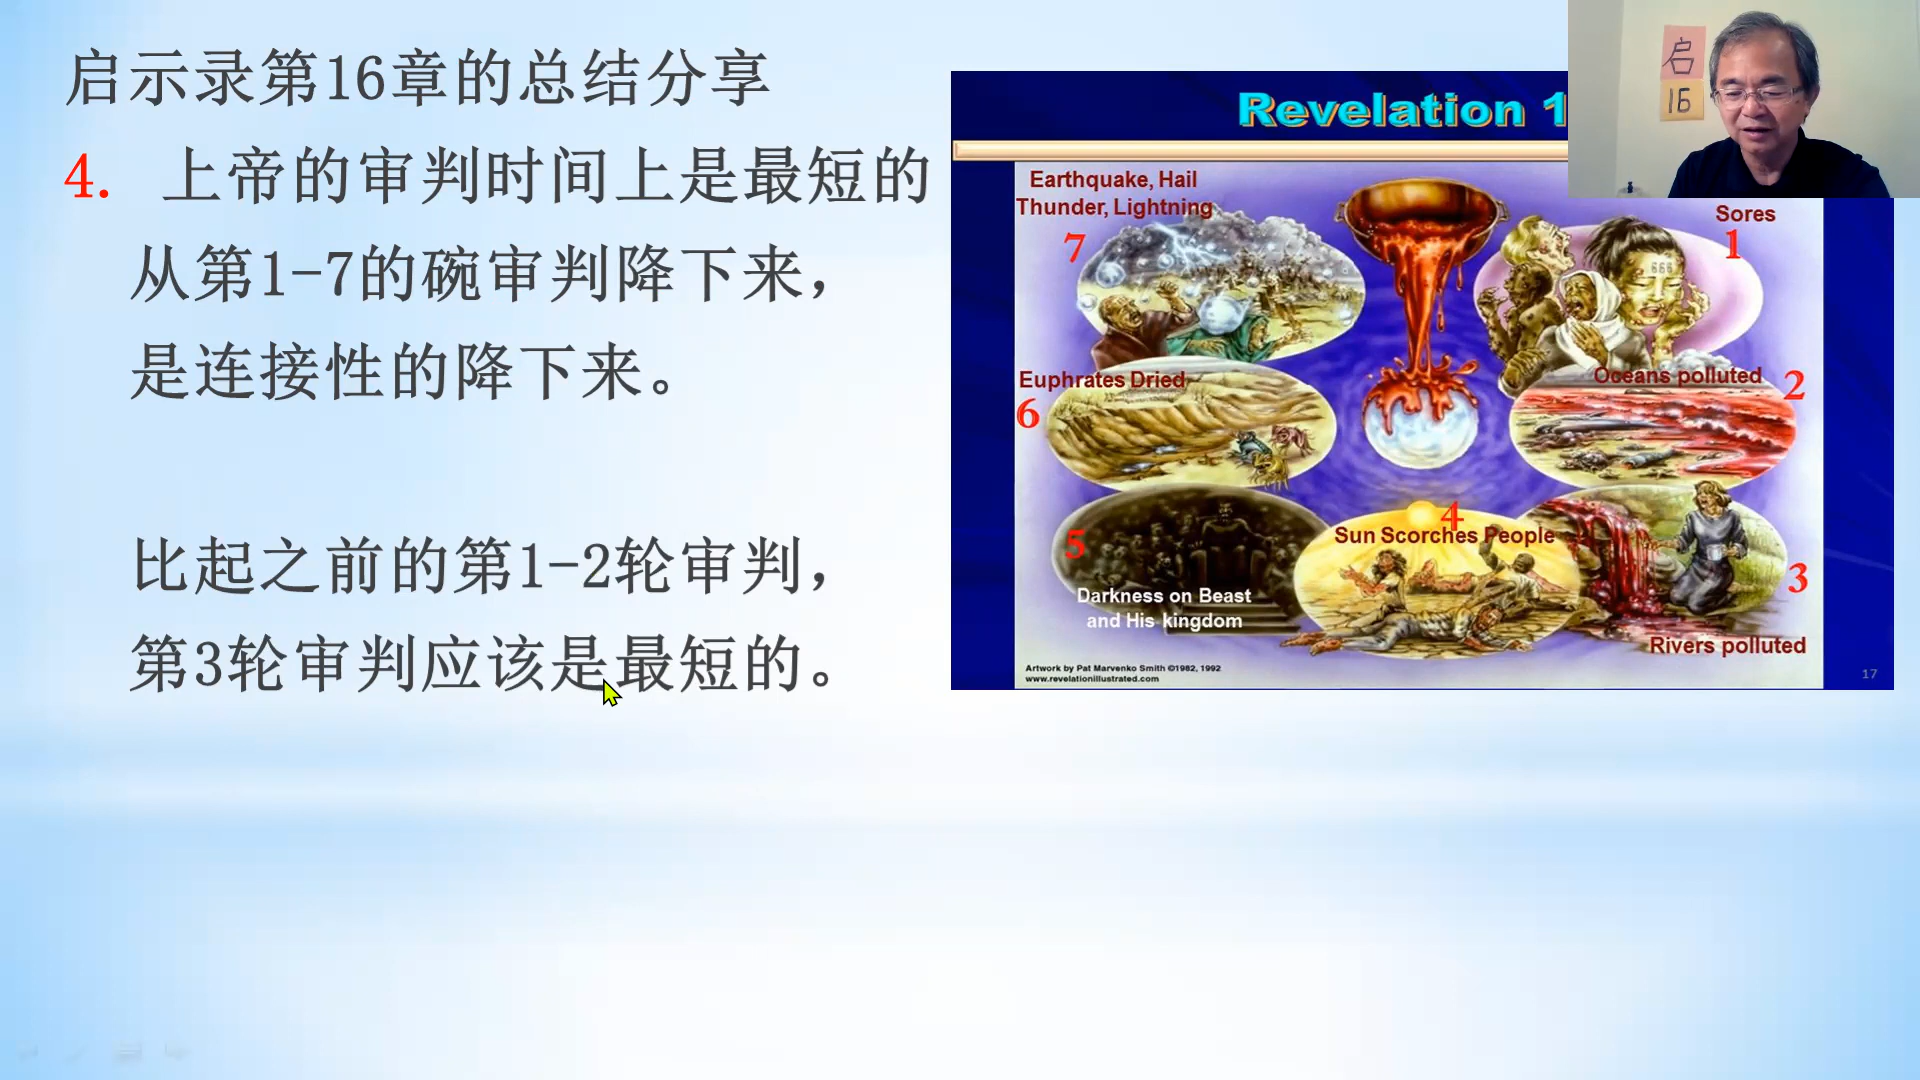 启示录第16章的总结分享
4. 上帝的审判时间上是最短的
从第1-7的碗审判降下来，
是连接性的降下来。
比起之前的第1-2轮审判，
第3轮审判应该是最短的。
Revelation 1
Earthquake, Hail
Thunder, Lightning
7
Sores
1
666
Euphrates Dried
6
Oceans polluted
2
5
Darkness on Beast
and His kingdom
4
Sun Scorches People
3
Rivers polluted
Artwork by Pat Marvenko Smith ©1982, 1992
www.revelationillustrated.com
17
启
16